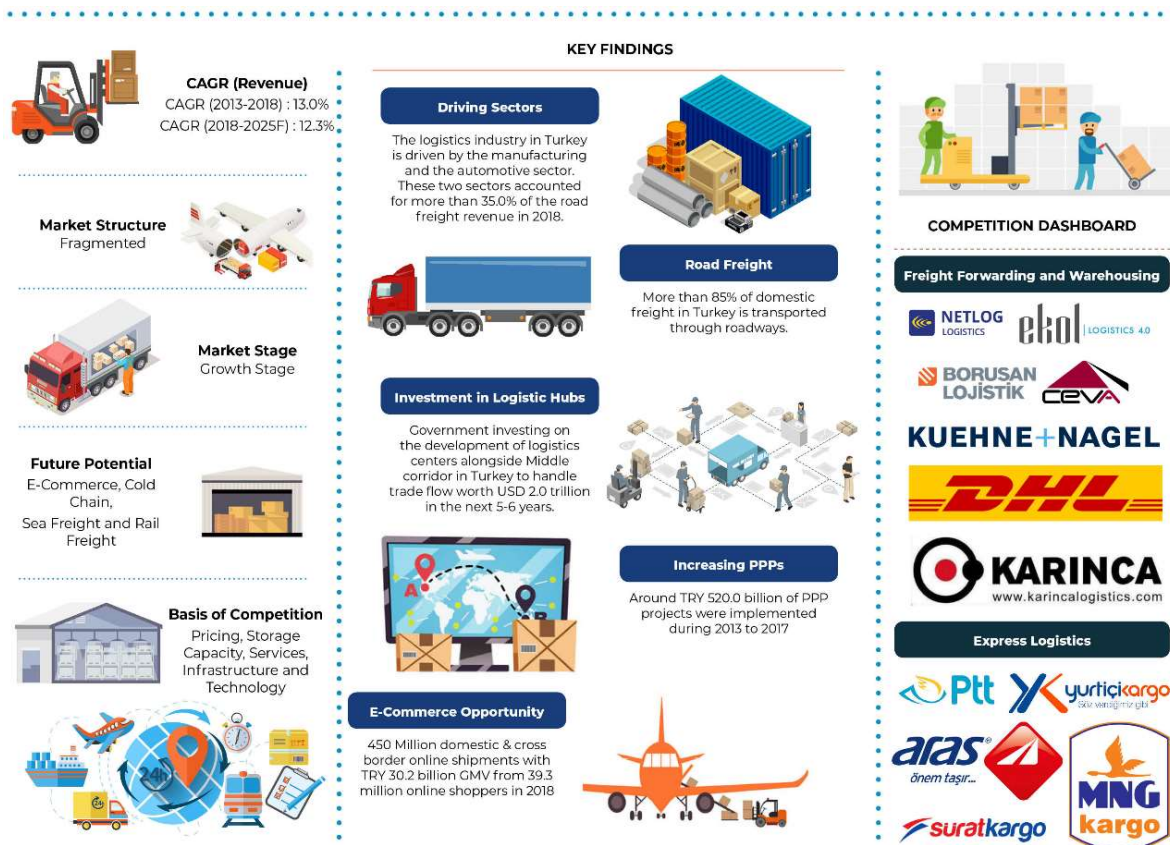 CAGR (Revenue)
CAGR (2013-2018) : 13.0%
CAGR (2018-2025F) : 12.3%
Market Structure
Fragmented
Market Stage
Growth Stage
Future Potential
E-Commerce, Cold
Chain,
Sea Freight and Rail
Freight
Basis of Competition
Pricing, Storage
Capacity, Services,
Infrastructure and
Technology
24h
24h
KEY FINDINGS
Driving Sectors
The logistics industry in Turkey
is driven by the manufacturing
and the automotive sector.
These two sectors accounted
for more than 35.0% of the road
freight revenue in 2018.
Road Freight
More than 85% of domestic
freight in Turkey is transported
through roadways.
Investment in Logistic Hubs
Government investing on
the development of logistics
centers alongside Middle
corridor in Turkey to handle
trade flow worth USD 2.0 trillion
in the next 5-6 years.
A
B
Increasing PPPs
Around TRY 520.0 billion of PPP
projects were implemented
during 2013 to 2017
E-Commerce Opportunity
450 Million domestic & cross
border online shipments with
TRY 30.2 billion GMV from 39.3
million online shoppers in 2018
COMPETITION DASHBOARD
Freight Forwarding and Warehousing
NETLOG
LOGISTICS
ekol LOGISTICS 4.0
BORUSAN
LOJİSTİK
CEVA
KUEHNE+NAGEL
DHL
KARINCA
www.karincalogistics.com
Express Logistics
Ptt
yurtiçikargo
Söz verdiğimiz gibi
aras®
önem taşır...
MNG
kargo
suratkargo